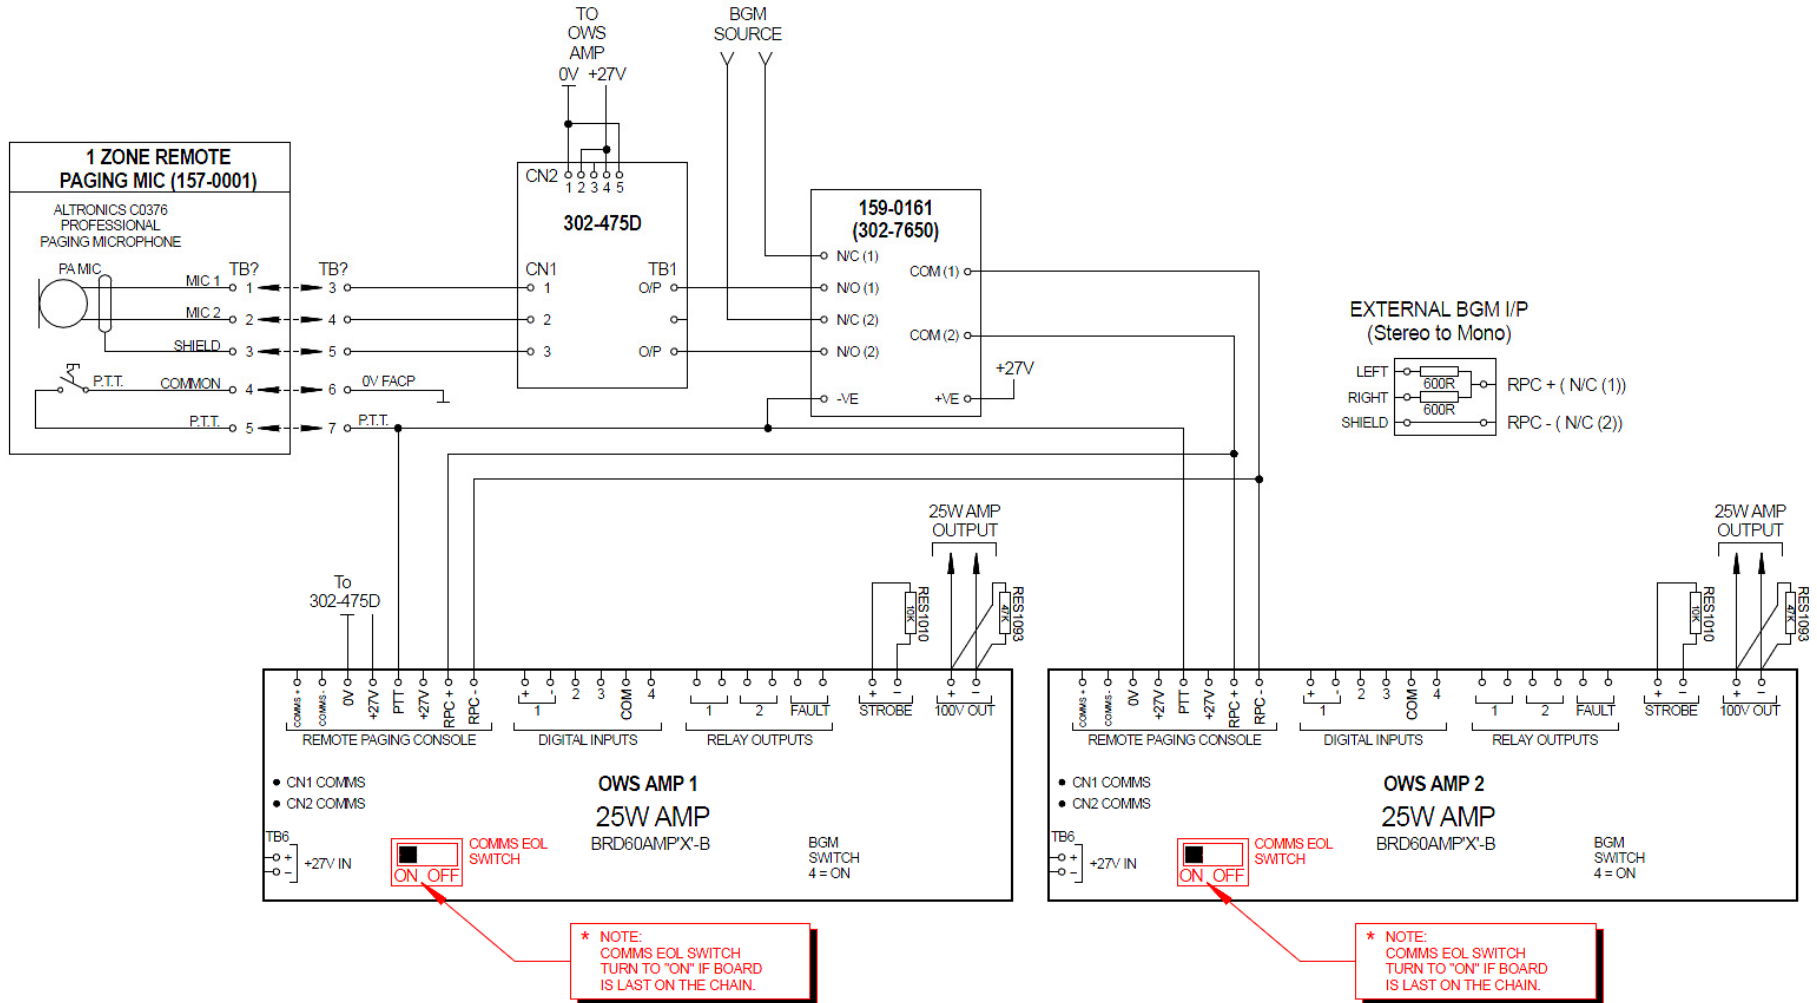 TO
OWS
AMP
0V +27V
BGM
SOURCE
1 ZONE REMOTE
PAGING MIC (157-0001)
ALTRONICS C0376
PROFESSIONAL
PAGING MICROPHONE
PA MIC
MIC 1
MIC 2
SHIELD
P.T.T.
COMMON
P.T.T.
TB?
1
2
3
4
5
TB?
3
4
5
6
7
0V FACP
P.T.T.
CN2
1 2 3 4 5
302-475D
CN1
1
2
3
TB1
O/P
O/P
159-0161
(302-7650)
N/C (1)
N/O (1)
N/C (2)
N/O (2)
-VE
COM (1)
COM (2)
+VE
+27V
EXTERNAL BGM I/P
(Stereo to Mono)
LEFT
RIGHT
SHIELD
600R
600R
RPC + ( N/C (1))
RPC - ( N/C (2))
To
302-475D
25W AMP
OUTPUT
RES1010
10K
RES1093
47K
COMMS +
COMMS -
0V
+27V
PTT
+27V
RPC +
RPC -
REMOTE PAGING CONSOLE
+ - 2 3 COM 4
1
DIGITAL INPUTS
1 2 FAULT
RELAY OUTPUTS
+ −
STROBE
+ −
100V OUT
CN1 COMMS
CN2 COMMS
OWS AMP 1
25W AMP
BRD60AMP'X'-B
TB6
+
−
+27V IN
COMMS EOL
SWITCH
ON OFF
BGM
SWITCH
4 = ON
* NOTE:
COMMS EOL SWITCH
TURN TO "ON" IF BOARD
IS LAST ON THE CHAIN.
25W AMP
OUTPUT
RES1010
10K
RES1093
47K
COMMS +
COMMS -
0V
+27V
PTT
+27V
RPC +
RPC -
REMOTE PAGING CONSOLE
+ - 2 3 COM 4
1
DIGITAL INPUTS
1 2 FAULT
RELAY OUTPUTS
+ −
STROBE
+ −
100V OUT
CN1 COMMS
CN2 COMMS
OWS AMP 2
25W AMP
BRD60AMP'X'-B
TB6
+
−
+27V IN
COMMS EOL
SWITCH
ON OFF
BGM
SWITCH
4 = ON
* NOTE:
COMMS EOL SWITCH
TURN TO "ON" IF BOARD
IS LAST ON THE CHAIN.